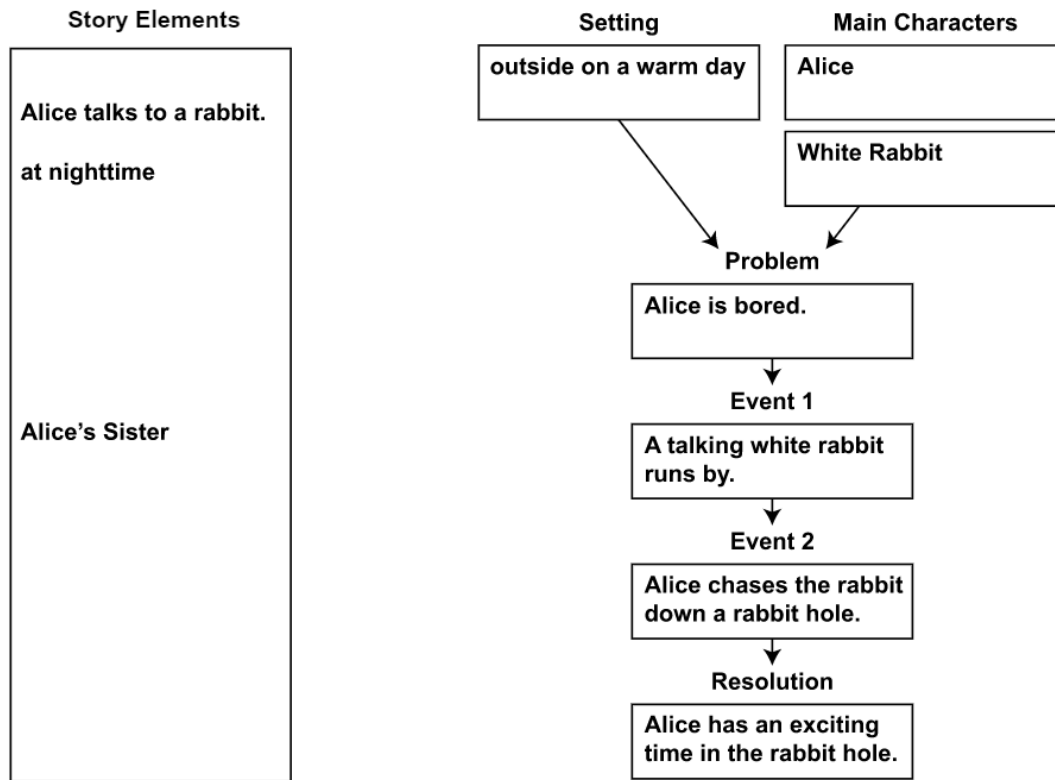 Story Elements
Alice talks to a rabbit.
at nighttime
Alice’s Sister
Setting
outside on a warm day
Main Characters
Alice
White Rabbit
Problem
Alice is bored.
Event 1
A talking white rabbit
runs by.
Event 2
Alice chases the rabbit
down a rabbit hole.
Resolution
Alice has an exciting
time in the rabbit hole.